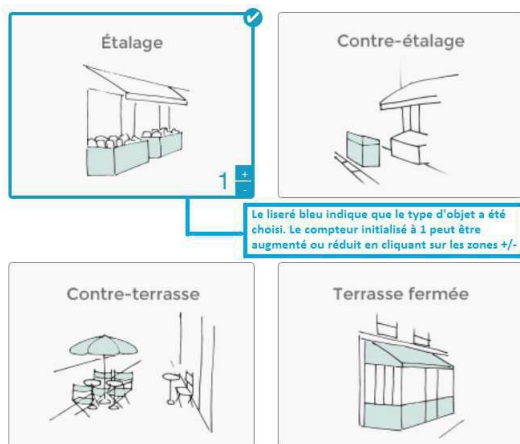 Étalage
Contre-étalage
1
+
-
Le liseré bleu indique que le type d'objet a été
choisi. Le compteur initialisé à 1 peut être
augmenté ou réduit en cliquant sur les zones +/-
Contre-terrasse
Terrasse fermée